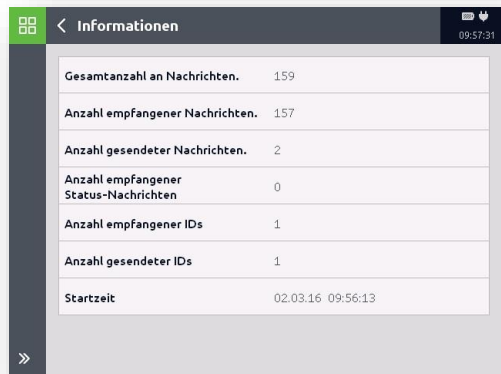 Informationen
09:57:31
Gesamtanzahl an Nachrichten. 159
Anzahl empfangener Nachrichten. 157
Anzahl gesendeter Nachrichten. 2
Anzahl empfangener
Status-Nachrichten 0
Anzahl empfangener IDs 1
Anzahl gesendeter IDs 1
Startzeit 02.03.16 09:56:13